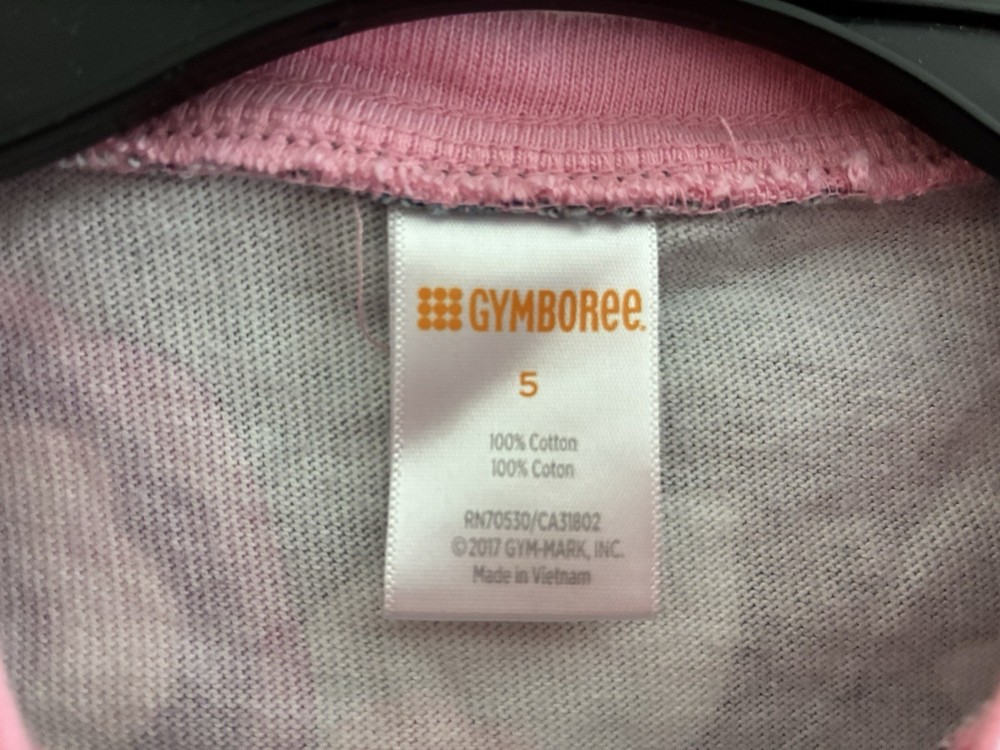 GYMBOREE
5
100% Cotton
100% Coton
RN70530/CA31802
©2017 GYM-MARK, INC.
Made in Vietnam